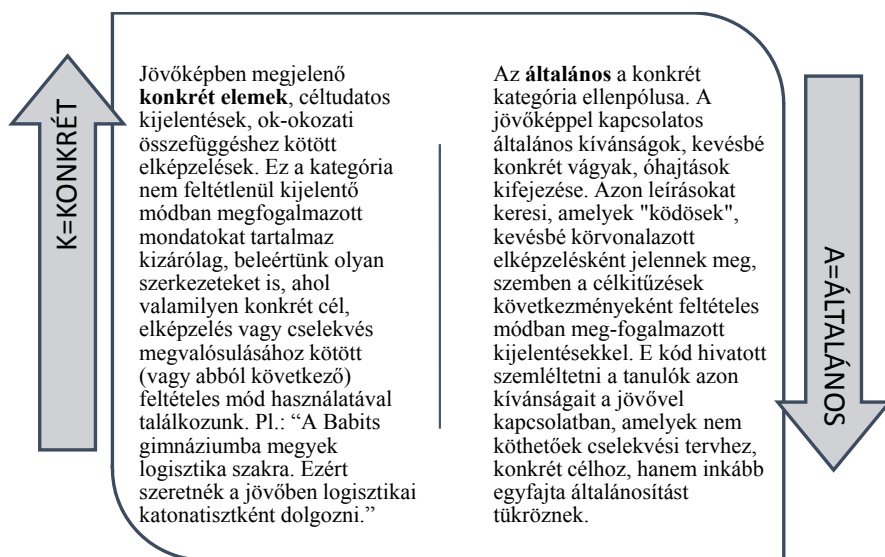 K=KONKRÉT
Jövőképben megjelenő
konkrét elemek, céltudatos
kijelentések, ok-okozati
összefüggéshez kötött
elképzelések. Ez a kategória
nem feltétlenül kijelentő
módban megfogalmazott
mondatokat tartalmaz
kizárólag, beleértünk olyan
szerkezeteket is, ahol
valamilyen konkrét cél,
elképzelés vagy cselekvés
megvalósulásához kötött
(vagy abból következő)
feltételes mód használatával
találkozunk. Pl.: “A Babits
gimnáziumba megyek
logisztika szakra. Ezért
szeretnék a jövőben logisztikai
katonatisztként dolgozni.”
Az általános a konkrét
kategória ellenpólusa. A
jövőképpel kapcsolatos
általános kívánságok, kevésbé
konkrét vágyak, óhajtások
kifejezése. Azon leírásokat
keresi, amelyek "ködösek",
kevésbé körvonalazott
elképzelésként jelennek meg,
szemben a célkitűzések
következményeként feltételes
módban meg-fogalmazott
kijelentésekkel. E kód hivatott
szemléltetni a tanulók azon
kívánságait a jövővel
kapcsolatban, amelyek nem
köthetőek cselekvési tervhez,
konkrét célhoz, hanem inkább
egyfajta általánosítást
tükröznek.
A=ÁLTALÁNOS